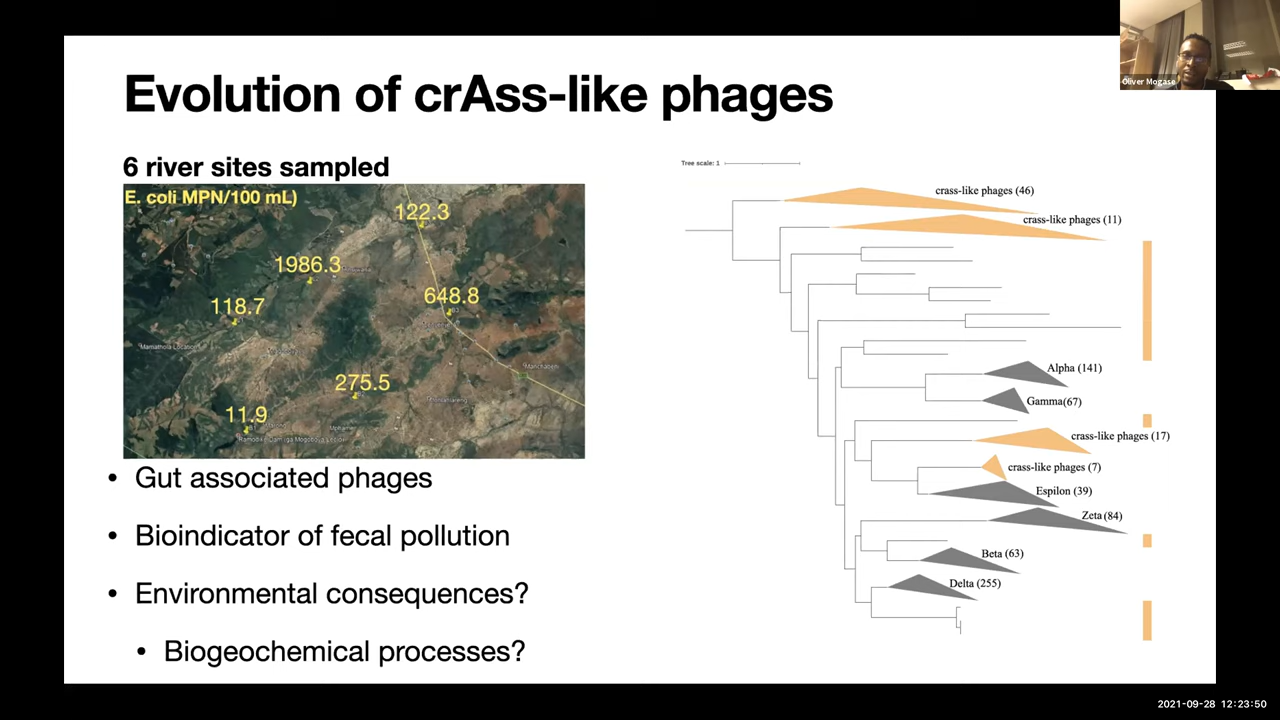 Evolution of crAss-like phages
Oliver Mogase
6 river sites sampled
E. coli MPN/100 mL)
122.3
1986.3
648.8
118.7
275.5
11.9
Mamathola Location
Manchabeni
Gut associated phages
Bioindicator of fecal pollution
Environmental consequences?
Biogeochemical processes?
Tree scale: 1
crass-like phages (46)
crass-like phages (11)
Alpha (141)
Gamma(67)
crass-like phages (17)
crass-like phages (7)
Espilon (39)
Zeta (84)
Beta (63)
Delta (255)
2021-09-28 12:23:50